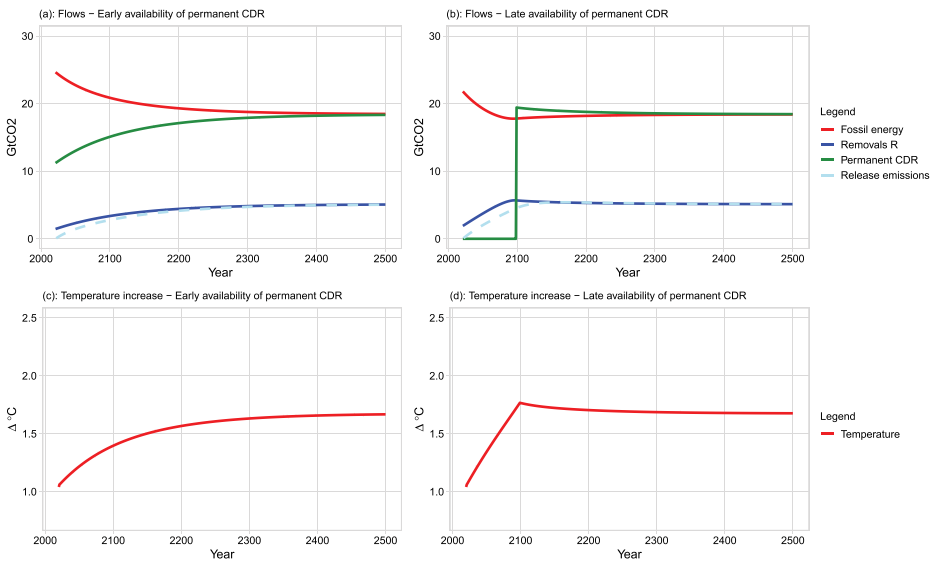 (a): Flows − Early availability of permanent CDR
(b): Flows − Late availability of permanent CDR
30
20
10
0
GtCO2
2000 2100 2200 2300 2400 2500
Year
30
20
10
0
GtCO2
2000 2100 2200 2300 2400 2500
Year
Legend
Fossil energy
Removals R
Permanent CDR
Release emissions
(c): Temperature increase − Early availability of permanent CDR
(d): Temperature increase − Late availability of permanent CDR
2.5
2.0
1.5
1.0
Δ °C
2000 2100 2200 2300 2400 2500
Year
2.5
2.0
1.5
1.0
Δ °C
2000 2100 2200 2300 2400 2500
Year
Legend
Temperature